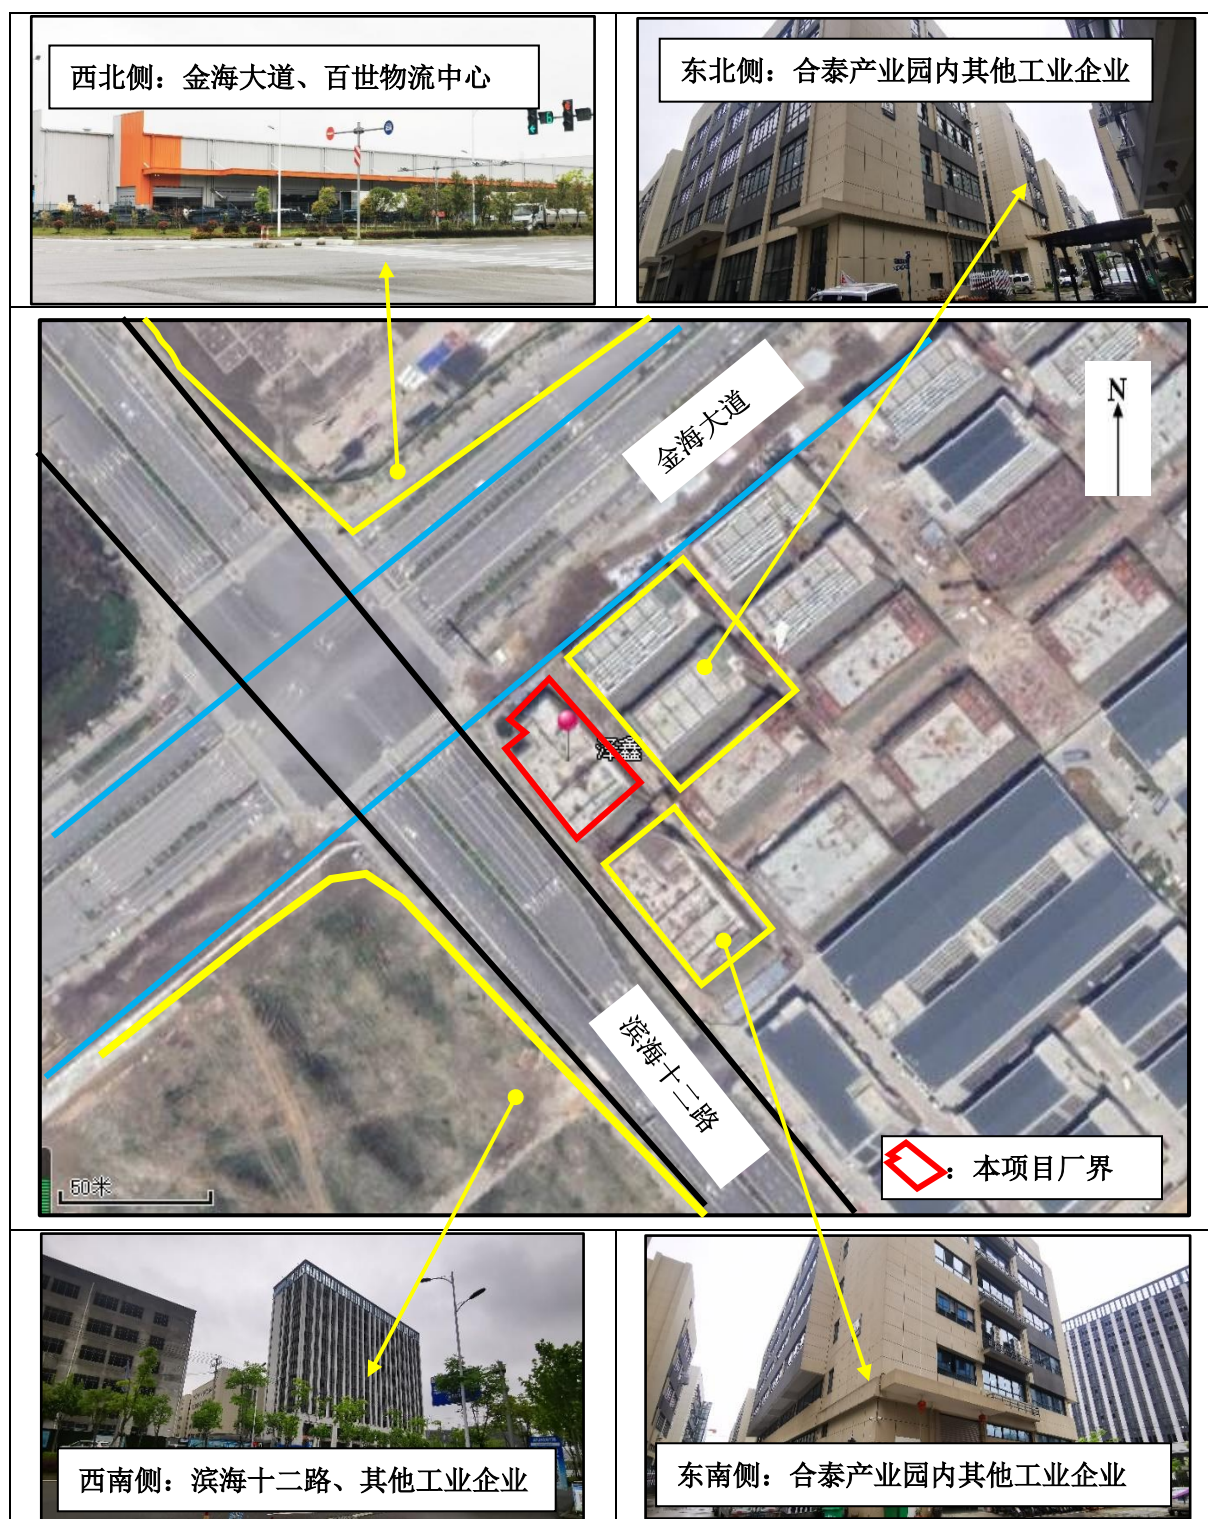 西北侧：金海大道、百世物流中心
东北侧：合泰产业园内其他工业企业
金海大道
N
泽鑫
滨海十二路
50米
：本项目厂界
西南侧：滨海十二路、其他工业企业
东南侧：合泰产业园内其他工业企业